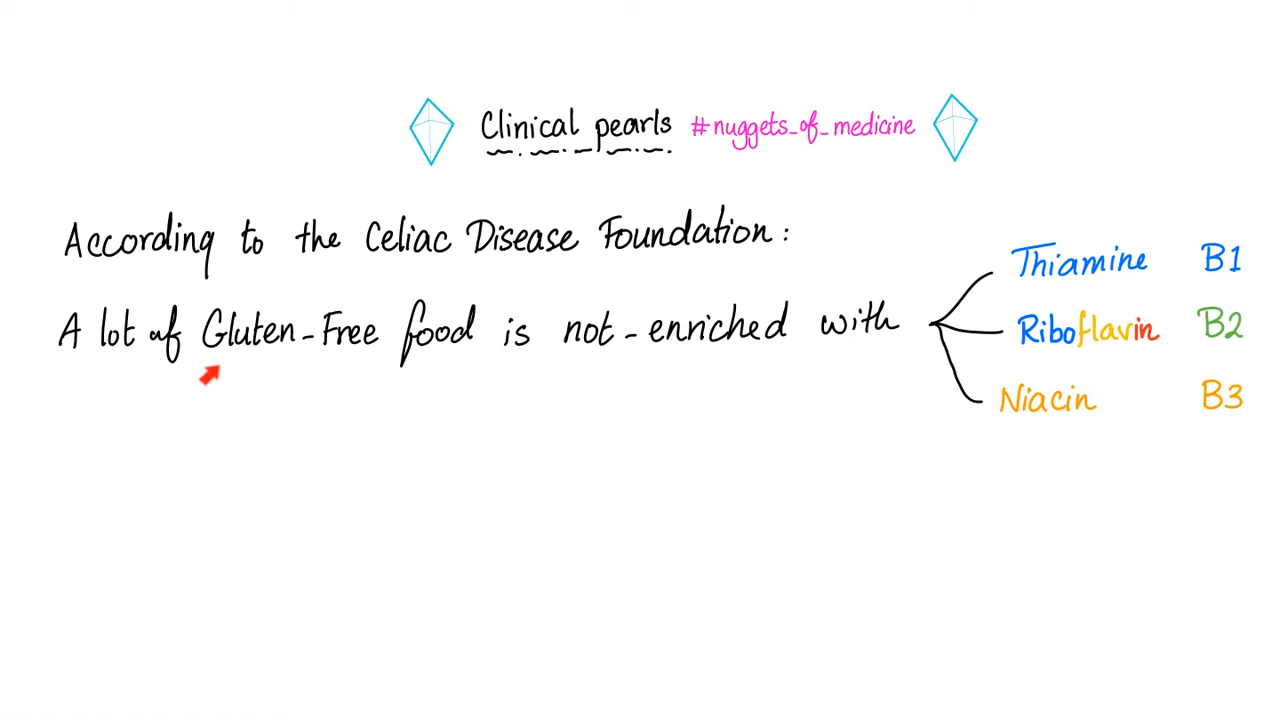 Clinical pearls #nuggets_of_medicine
According to the Celiac Disease Foundation:
A lot of Gluten-Free food is not-enriched with
Thiamine B1
Riboflavin B2
Niacin B3